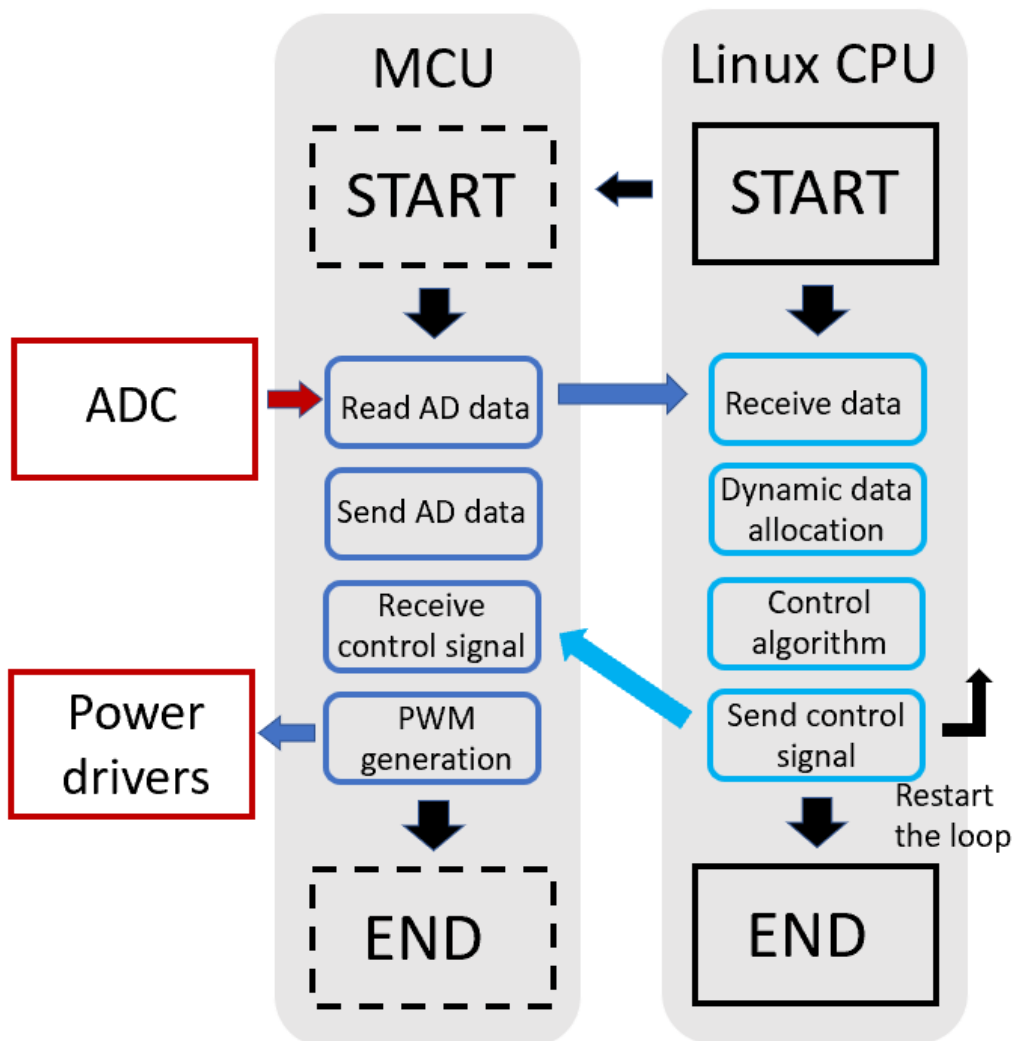 MCU
START
Read AD data
Send AD data
Receive
control signal
PWM
generation
END
Linux CPU
START
Receive data
Dynamic data
allocation
Control
algorithm
Send control
signal
Restart
the loop
END
ADC
Power
drivers